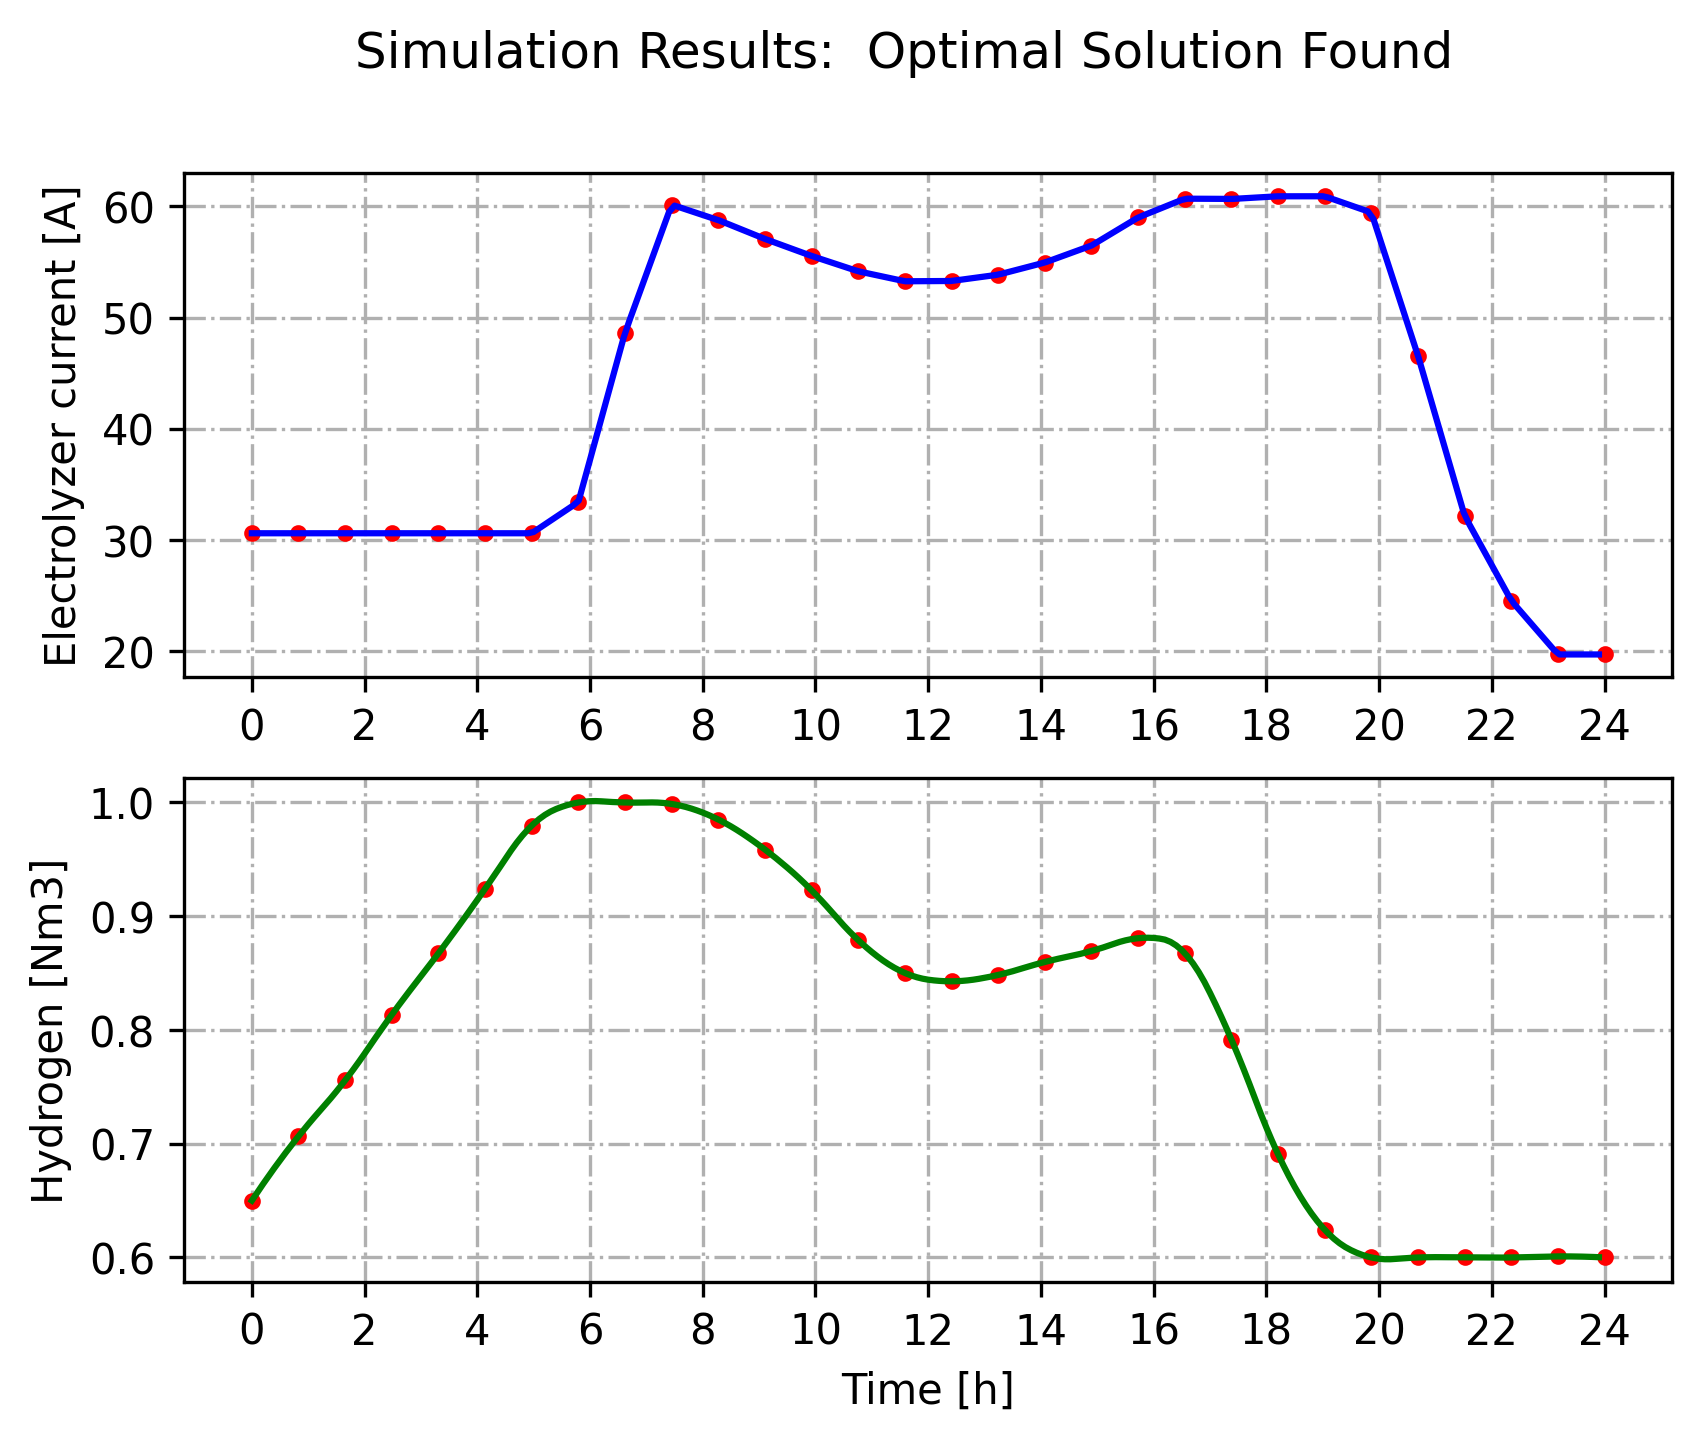 Simulation Results:  Optimal Solution Found
Electrolyzer current [A]
60
50
40
30
20
0 2 4 6 8 10 12 14 16 18 20 22 24
Hydrogen [Nm3]
1.0
0.9
0.8
0.7
0.6
0 2 4 6 8 10 12 14 16 18 20 22 24
Time [h]